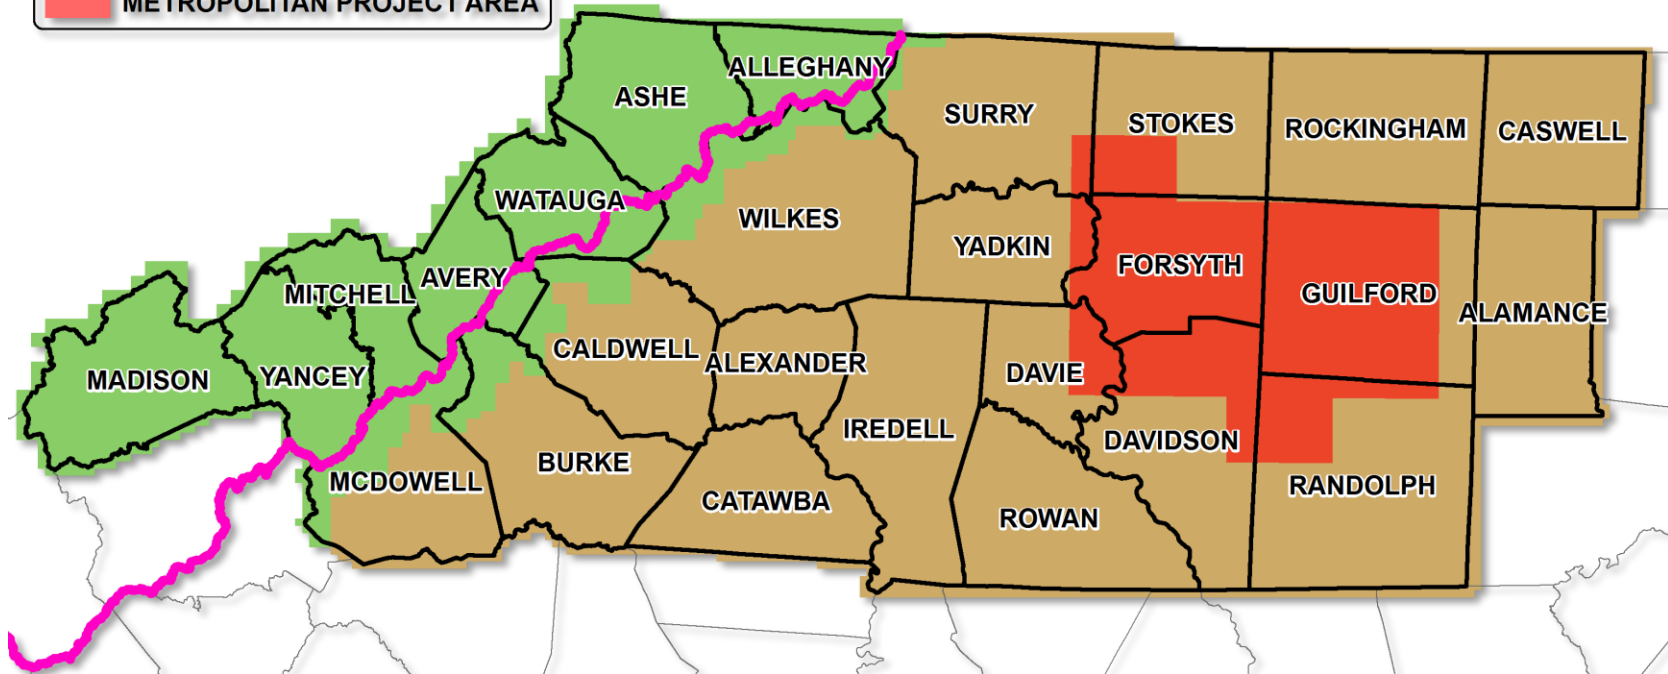 METROPOLITAN PROJECT AREA
ALLEGHANY
ASHE
SURRY
STOKES
ROCKINGHAM
CASWELL
WATAUGA
WILKES
YADKIN
FORSYTH
AVERY
MITCHELL
GUILFORD
ALAMANCE
CALDWELL
ALEXANDER
DAVIE
MADISON
YANCEY
IREDELL
DAVIDSON
BURKE
MCDOWELL
RANDOLPH
CATAWBA
ROWAN